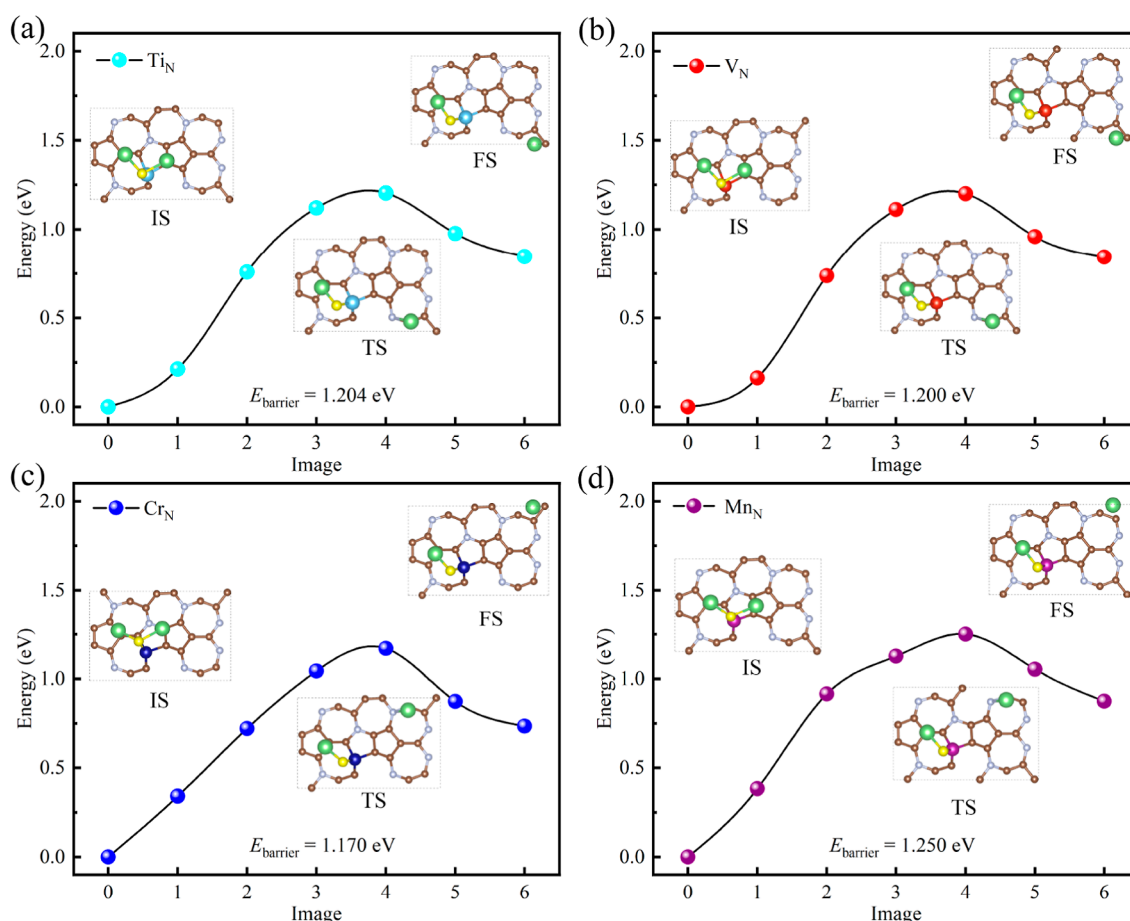 (a)
2.0
1.5
1.0
0.5
0.0
Energy (eV)
Ti_N
IS
FS
TS
E_barrier = 1.204 eV
0 1 2 3 4 5 6
Image
(b)
2.0
1.5
1.0
0.5
0.0
Energy (eV)
V_N
IS
FS
TS
E_barrier = 1.200 eV
0 1 2 3 4 5 6
Image
(c)
2.0
1.5
1.0
0.5
0.0
Energy (eV)
Cr_N
IS
FS
TS
E_barrier = 1.170 eV
0 1 2 3 4 5 6
Image
(d)
2.0
1.5
1.0
0.5
0.0
Energy (eV)
Mn_N
IS
FS
TS
E_barrier = 1.250 eV
0 1 2 3 4 5 6
Image